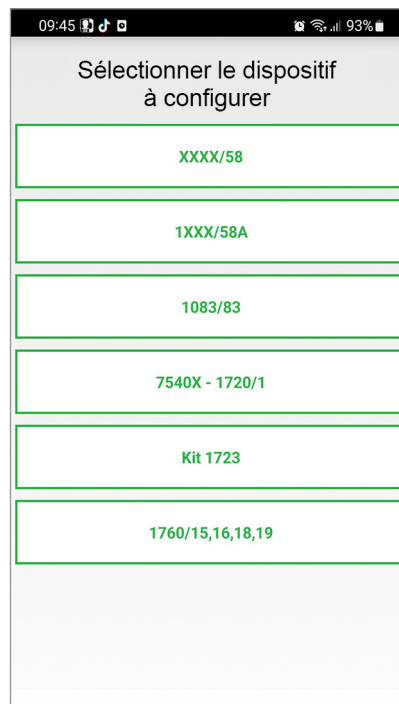 09:45 93%
Sélectionner le dispositif
à configurer
XXXX/58
1XXX/58A
1083/83
7540X - 1720/1
Kit 1723
1760/15,16,18,19